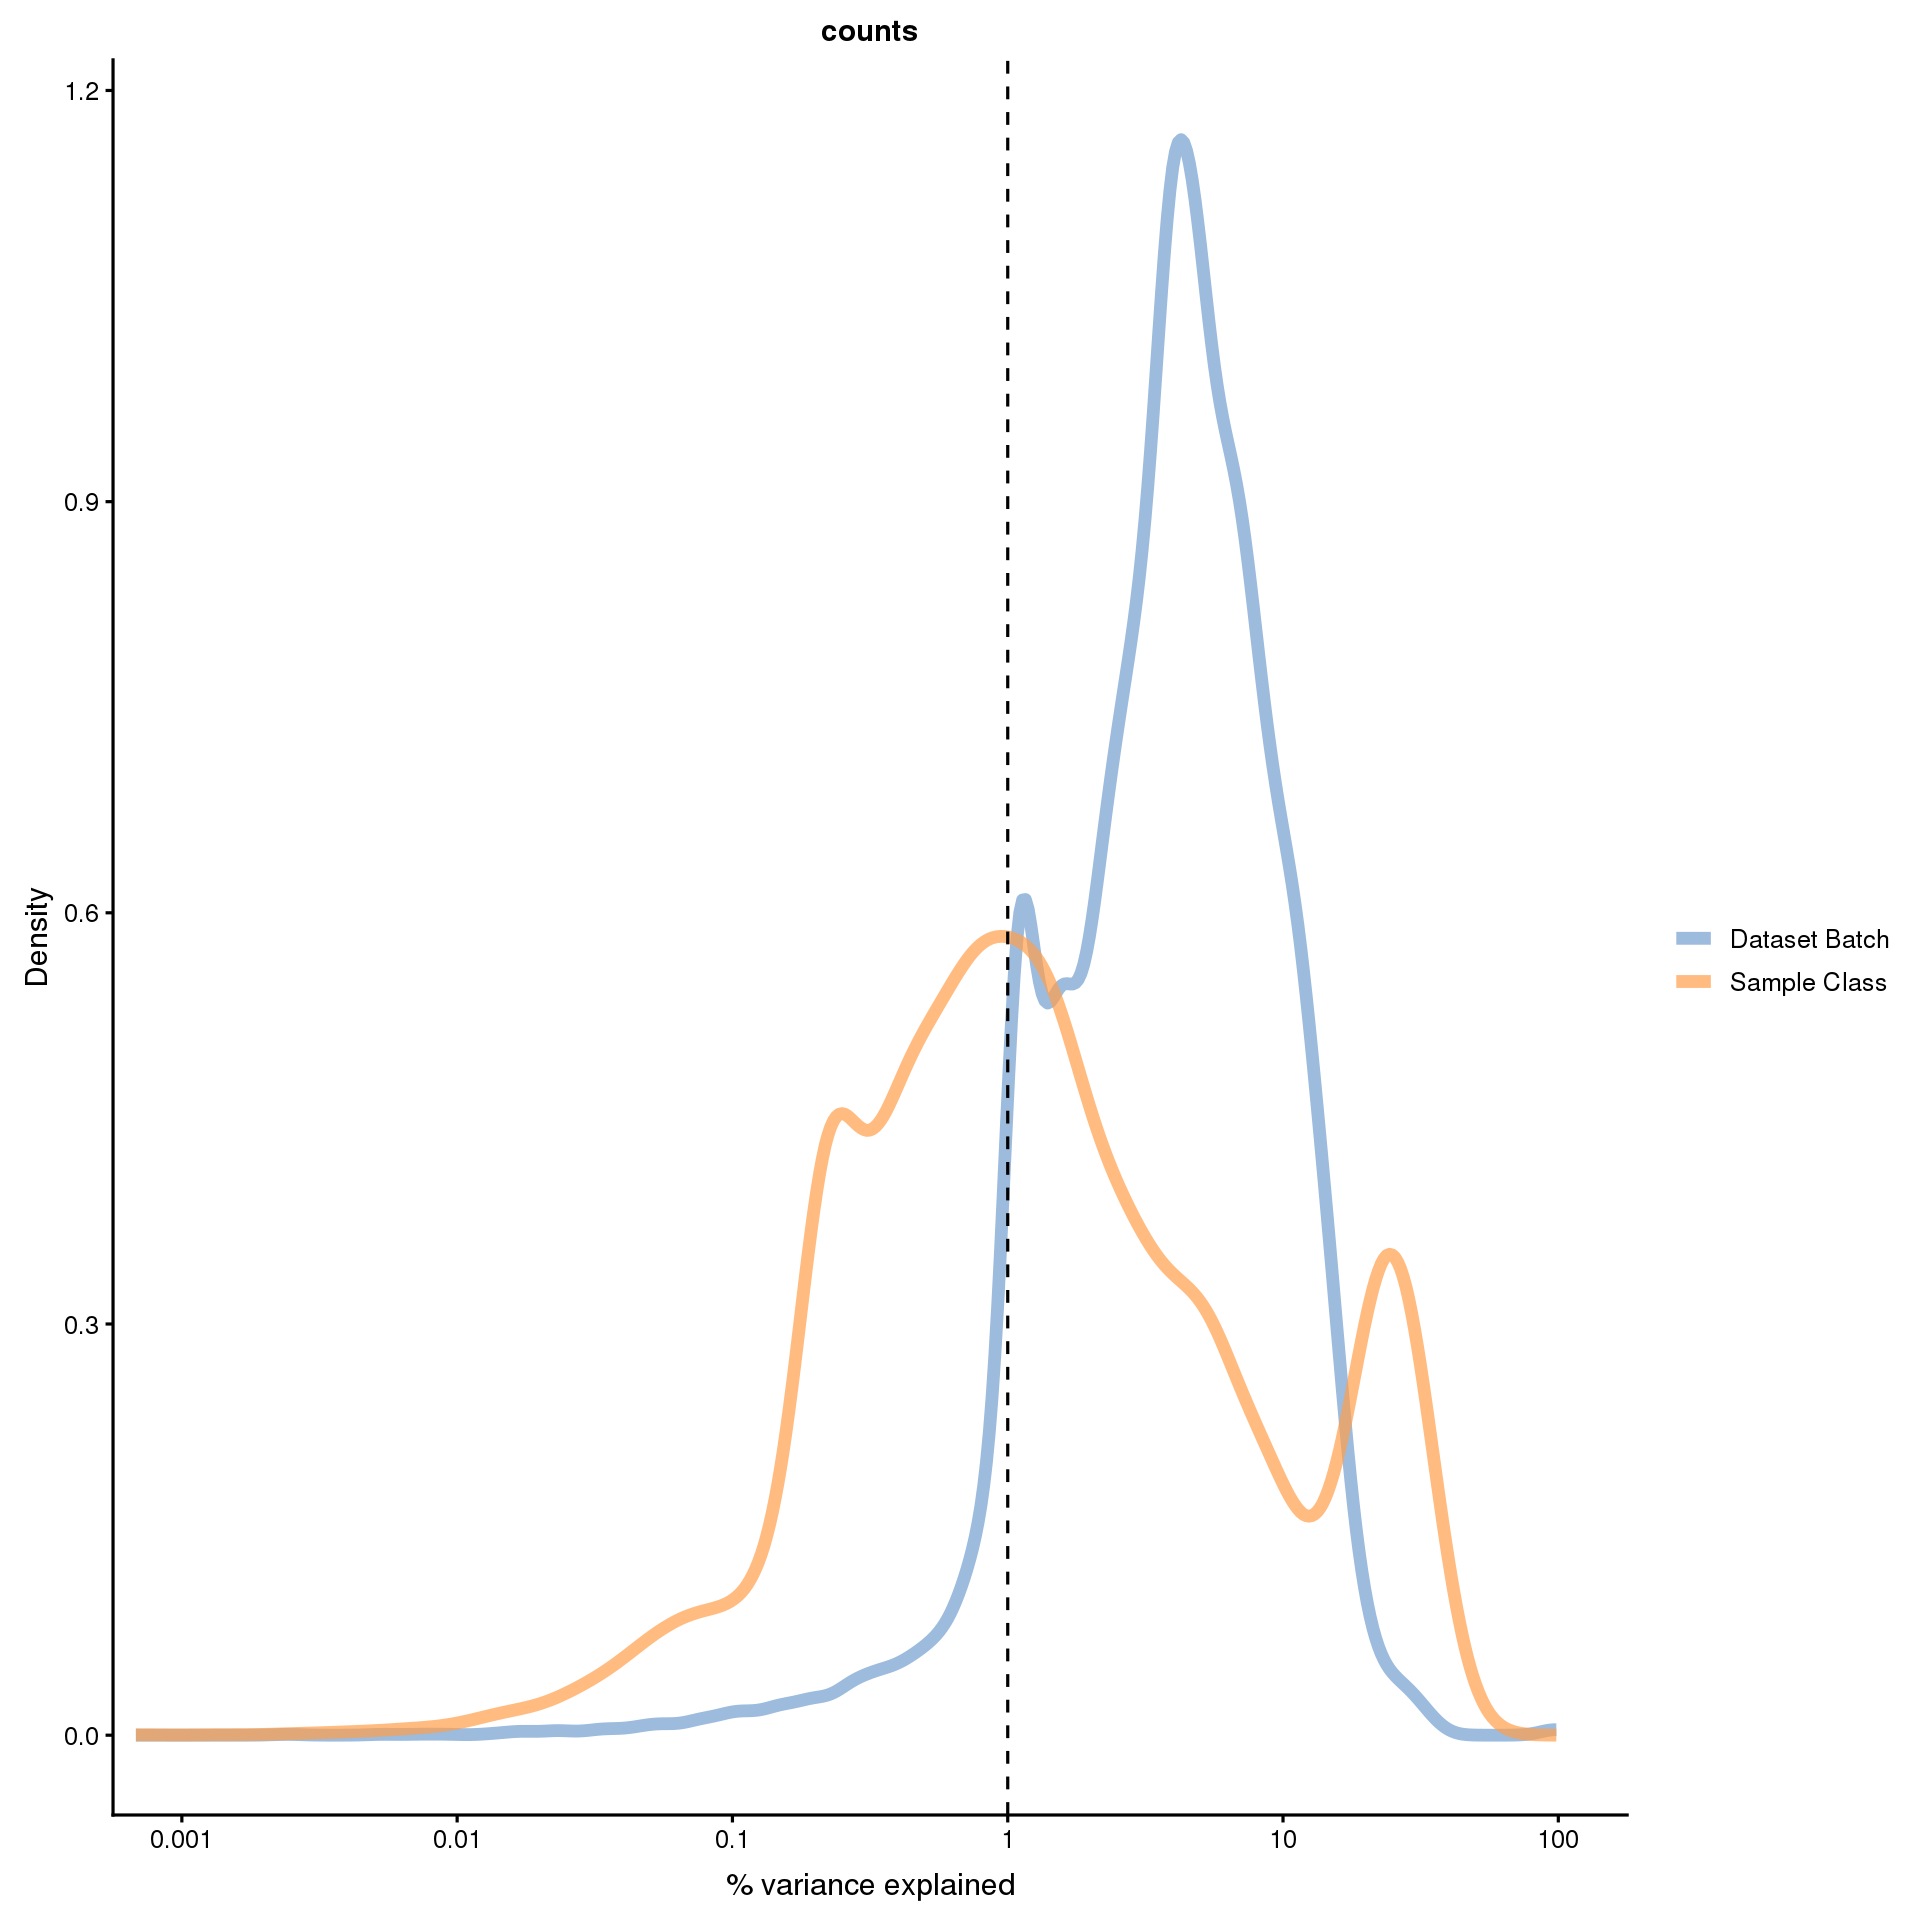 counts
1.2
0.9
0.6
0.3
0.0
Density
0.001
0.01
0.1
1
10
100
% variance explained
Dataset Batch
Sample Class